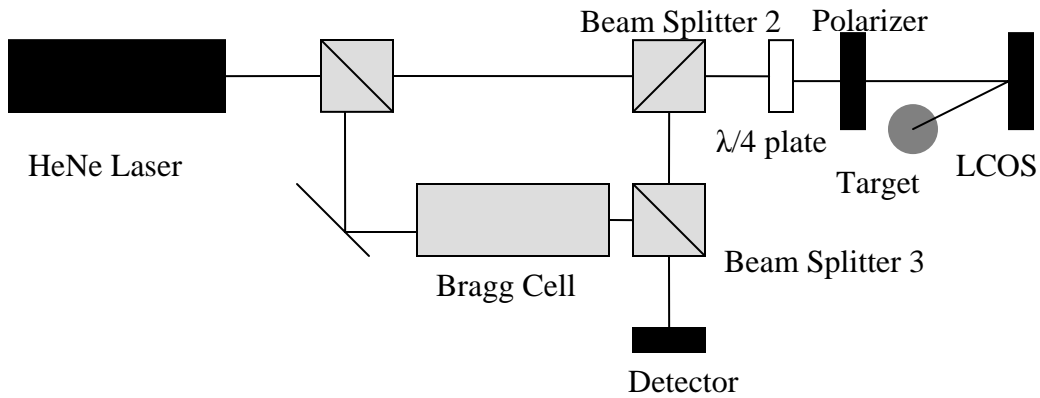 Beam Splitter 2
Polarizer
λ/4 plate
HeNe Laser
Target
LCOS
Bragg Cell
Beam Splitter 3
Detector